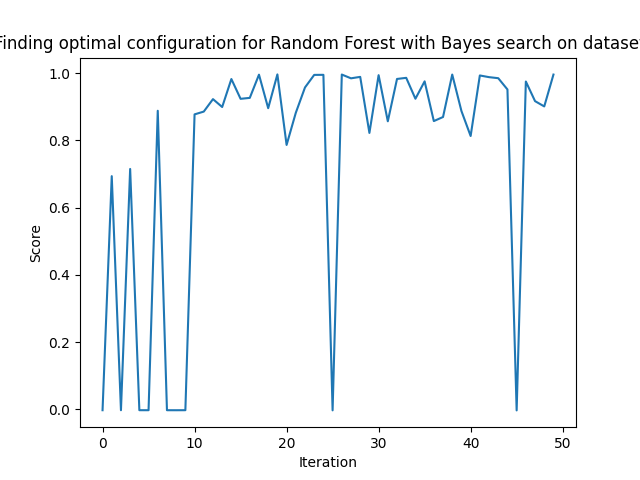 Finding optimal configuration for Random Forest with Bayes search on dataset
1.0
0.8
0.6
0.4
0.2
0.0
Score
0 10 20 30 40 50
Iteration